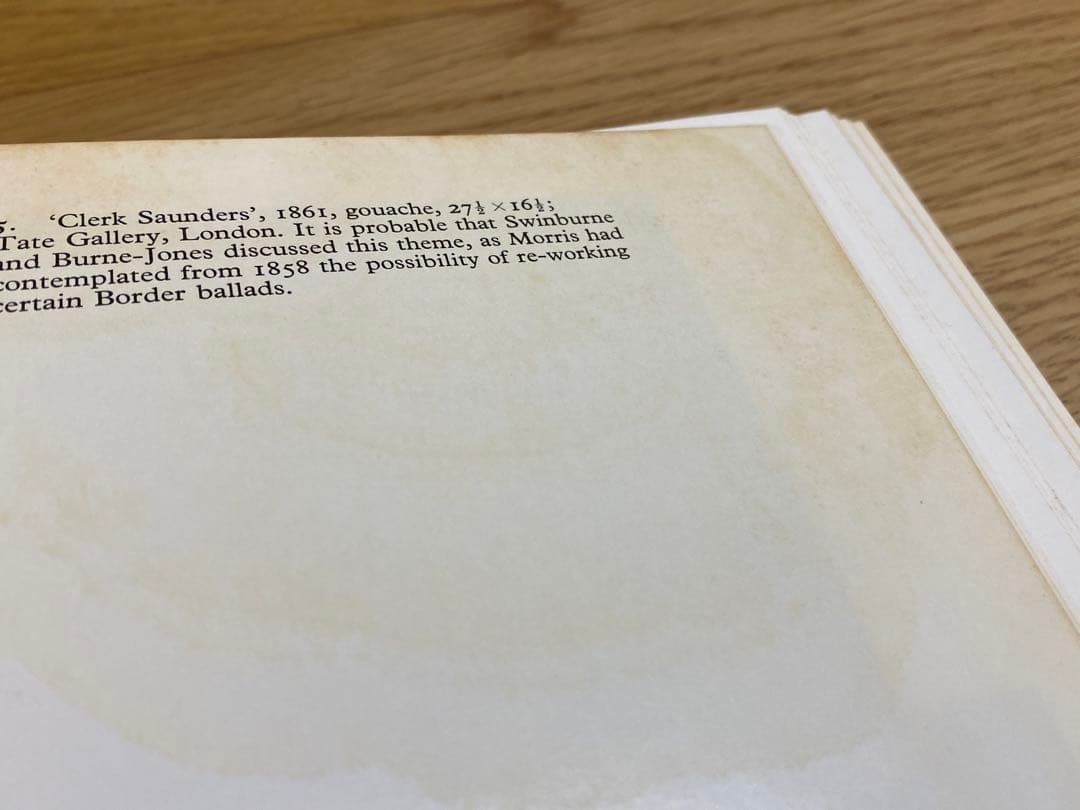 5. ‘Clerk Saunders’, 1861, gouache, 27½ × 16½;
Tate Gallery, London. It is probable that Swinburne
and Burne-Jones discussed this theme, as Morris had
contemplated from 1858 the possibility of re-working
certain Border ballads.